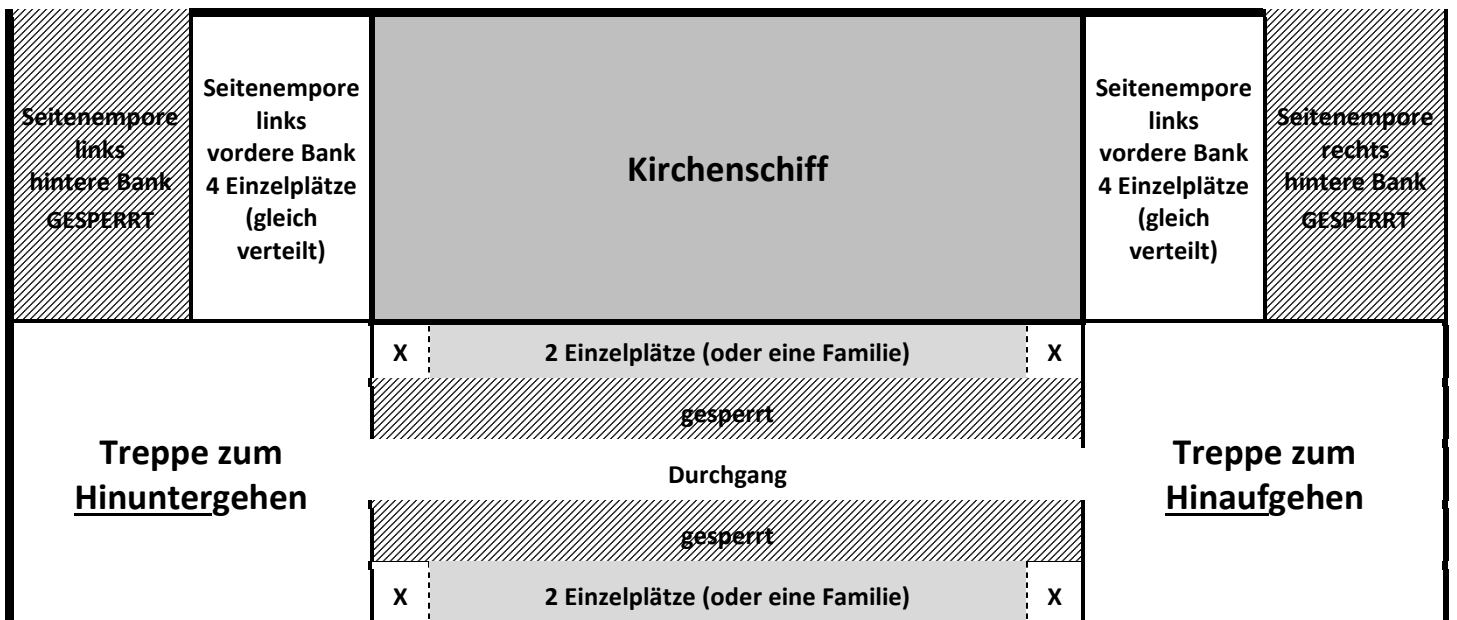 Seitenempore
links
hintere Bank
GESPERRT
Seitenempore
links
vordere Bank
4 Einzelplätze
(gleich
verteilt)
Kirchenschiff
Seitenempore
links
vordere Bank
4 Einzelplätze
(gleich
verteilt)
Seitenempore
rechts
hintere Bank
GESPERRT
X
2 Einzelplätze (oder eine Familie)
X
gesperrt
Treppe zum
Hinuntergehen
Durchgang
Treppe zum
Hinaufgehen
gesperrt
X
2 Einzelplätze (oder eine Familie)
X